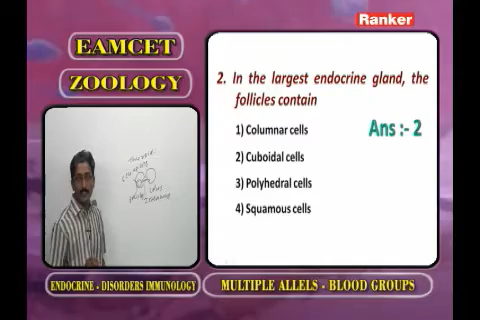 Ranker
EAMCET
ZOOLOGY
2. In the largest endocrine gland, the
follicles contain
1) Columnar cells
Ans :- 2
2) Cuboidal cells
3) Polyhedral cells
4) Squamous cells
ENDOCRINE - DISORDERS IMMUNOLOGY
MULTIPLE ALLELS - BLOOD GROUPS